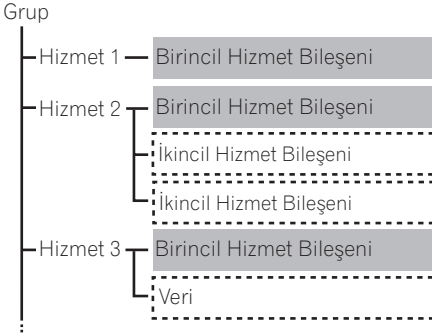 Grup
Hizmet 1 Birincil Hizmet Bileşeni
Hizmet 2 Birincil Hizmet Bileşeni
İkincil Hizmet Bileşeni
İkincil Hizmet Bileşeni
Hizmet 3 Birincil Hizmet Bileşeni
Veri